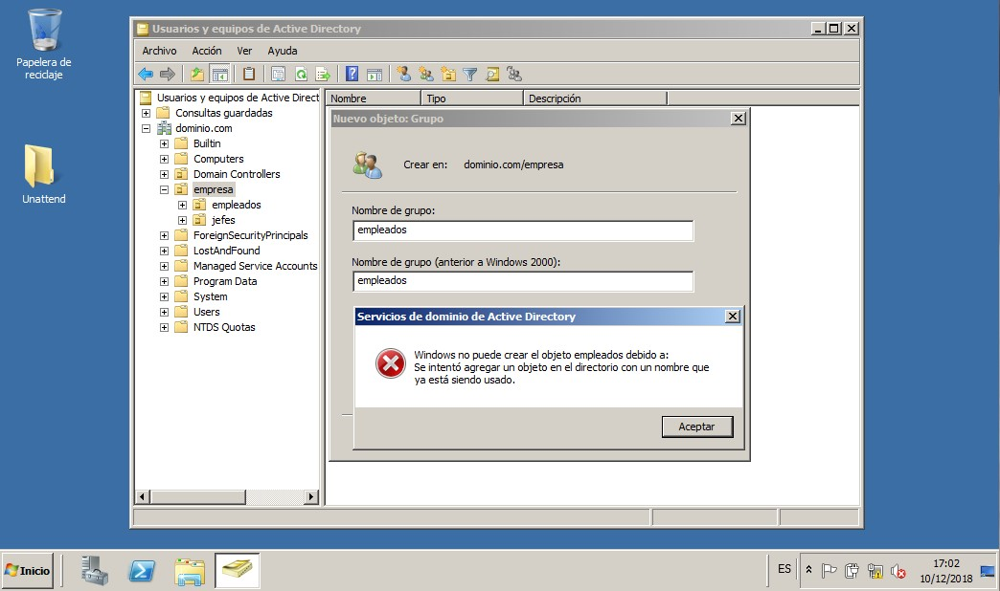 Papelera de
reciclaje
Unattend
Usuarios y equipos de Active Directory
Archivo Acción Ver Ayuda
Usuarios y equipos de Active Direct
Consultas guardadas
dominio.com
Builtin
Computers
Domain Controllers
empresa
empleados
jefes
ForeignSecurityPrincipals
LostAndFound
Managed Service Accounts
Program Data
System
Users
NTDS Quotas
Nombre Tipo Descripción
Nuevo objeto: Grupo
Crear en: dominio.com/empresa
Nombre de grupo:
empleados
Nombre de grupo (anterior a Windows 2000):
empleados
Servicios de dominio de Active Directory
Windows no puede crear el objeto empleados debido a:
Se intentó agregar un objeto en el directorio con un nombre que
ya está siendo usado.
Aceptar
Inicio
ES
17:02
10/12/2018